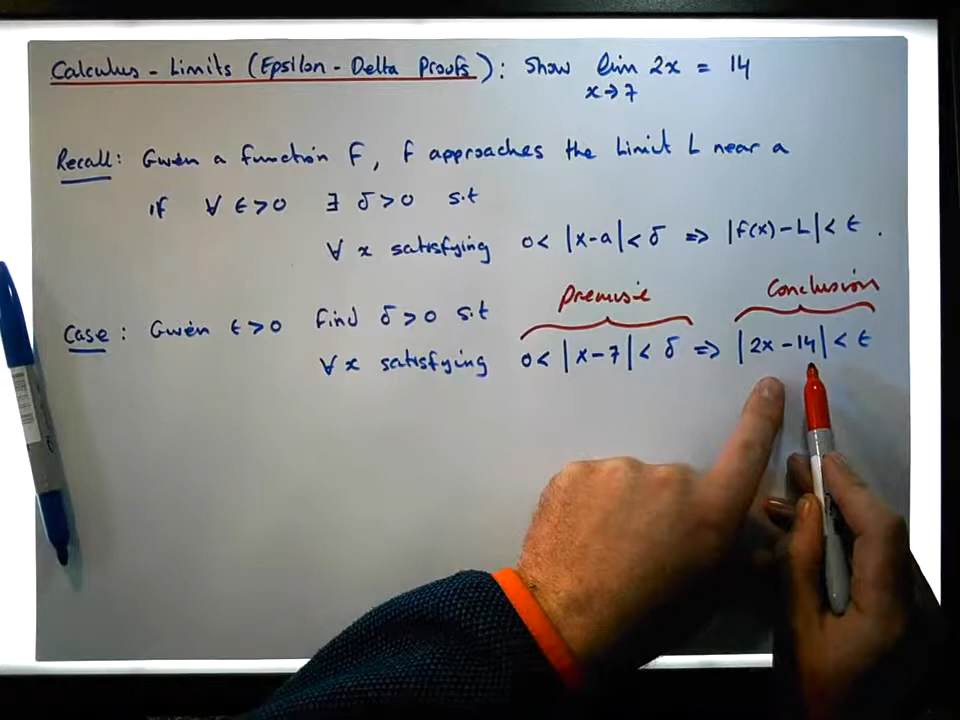 Calculus - Limits (Epsilon - Delta Proofs): Show lim 2x = 14
x→7
Recall: Given a function F, f approaches the Limit L near a
if ∀ ϵ>0 ∃ δ>0 s.t
∀ x satisfying 0< |x-a|< δ ⇒ |f(x)-L|< ϵ .
Premisie Conclusion
Case: Given ϵ>0 find δ>0 s.t
∀ x satisfying 0< |x-7|< δ ⇒ |2x-14|< ϵ